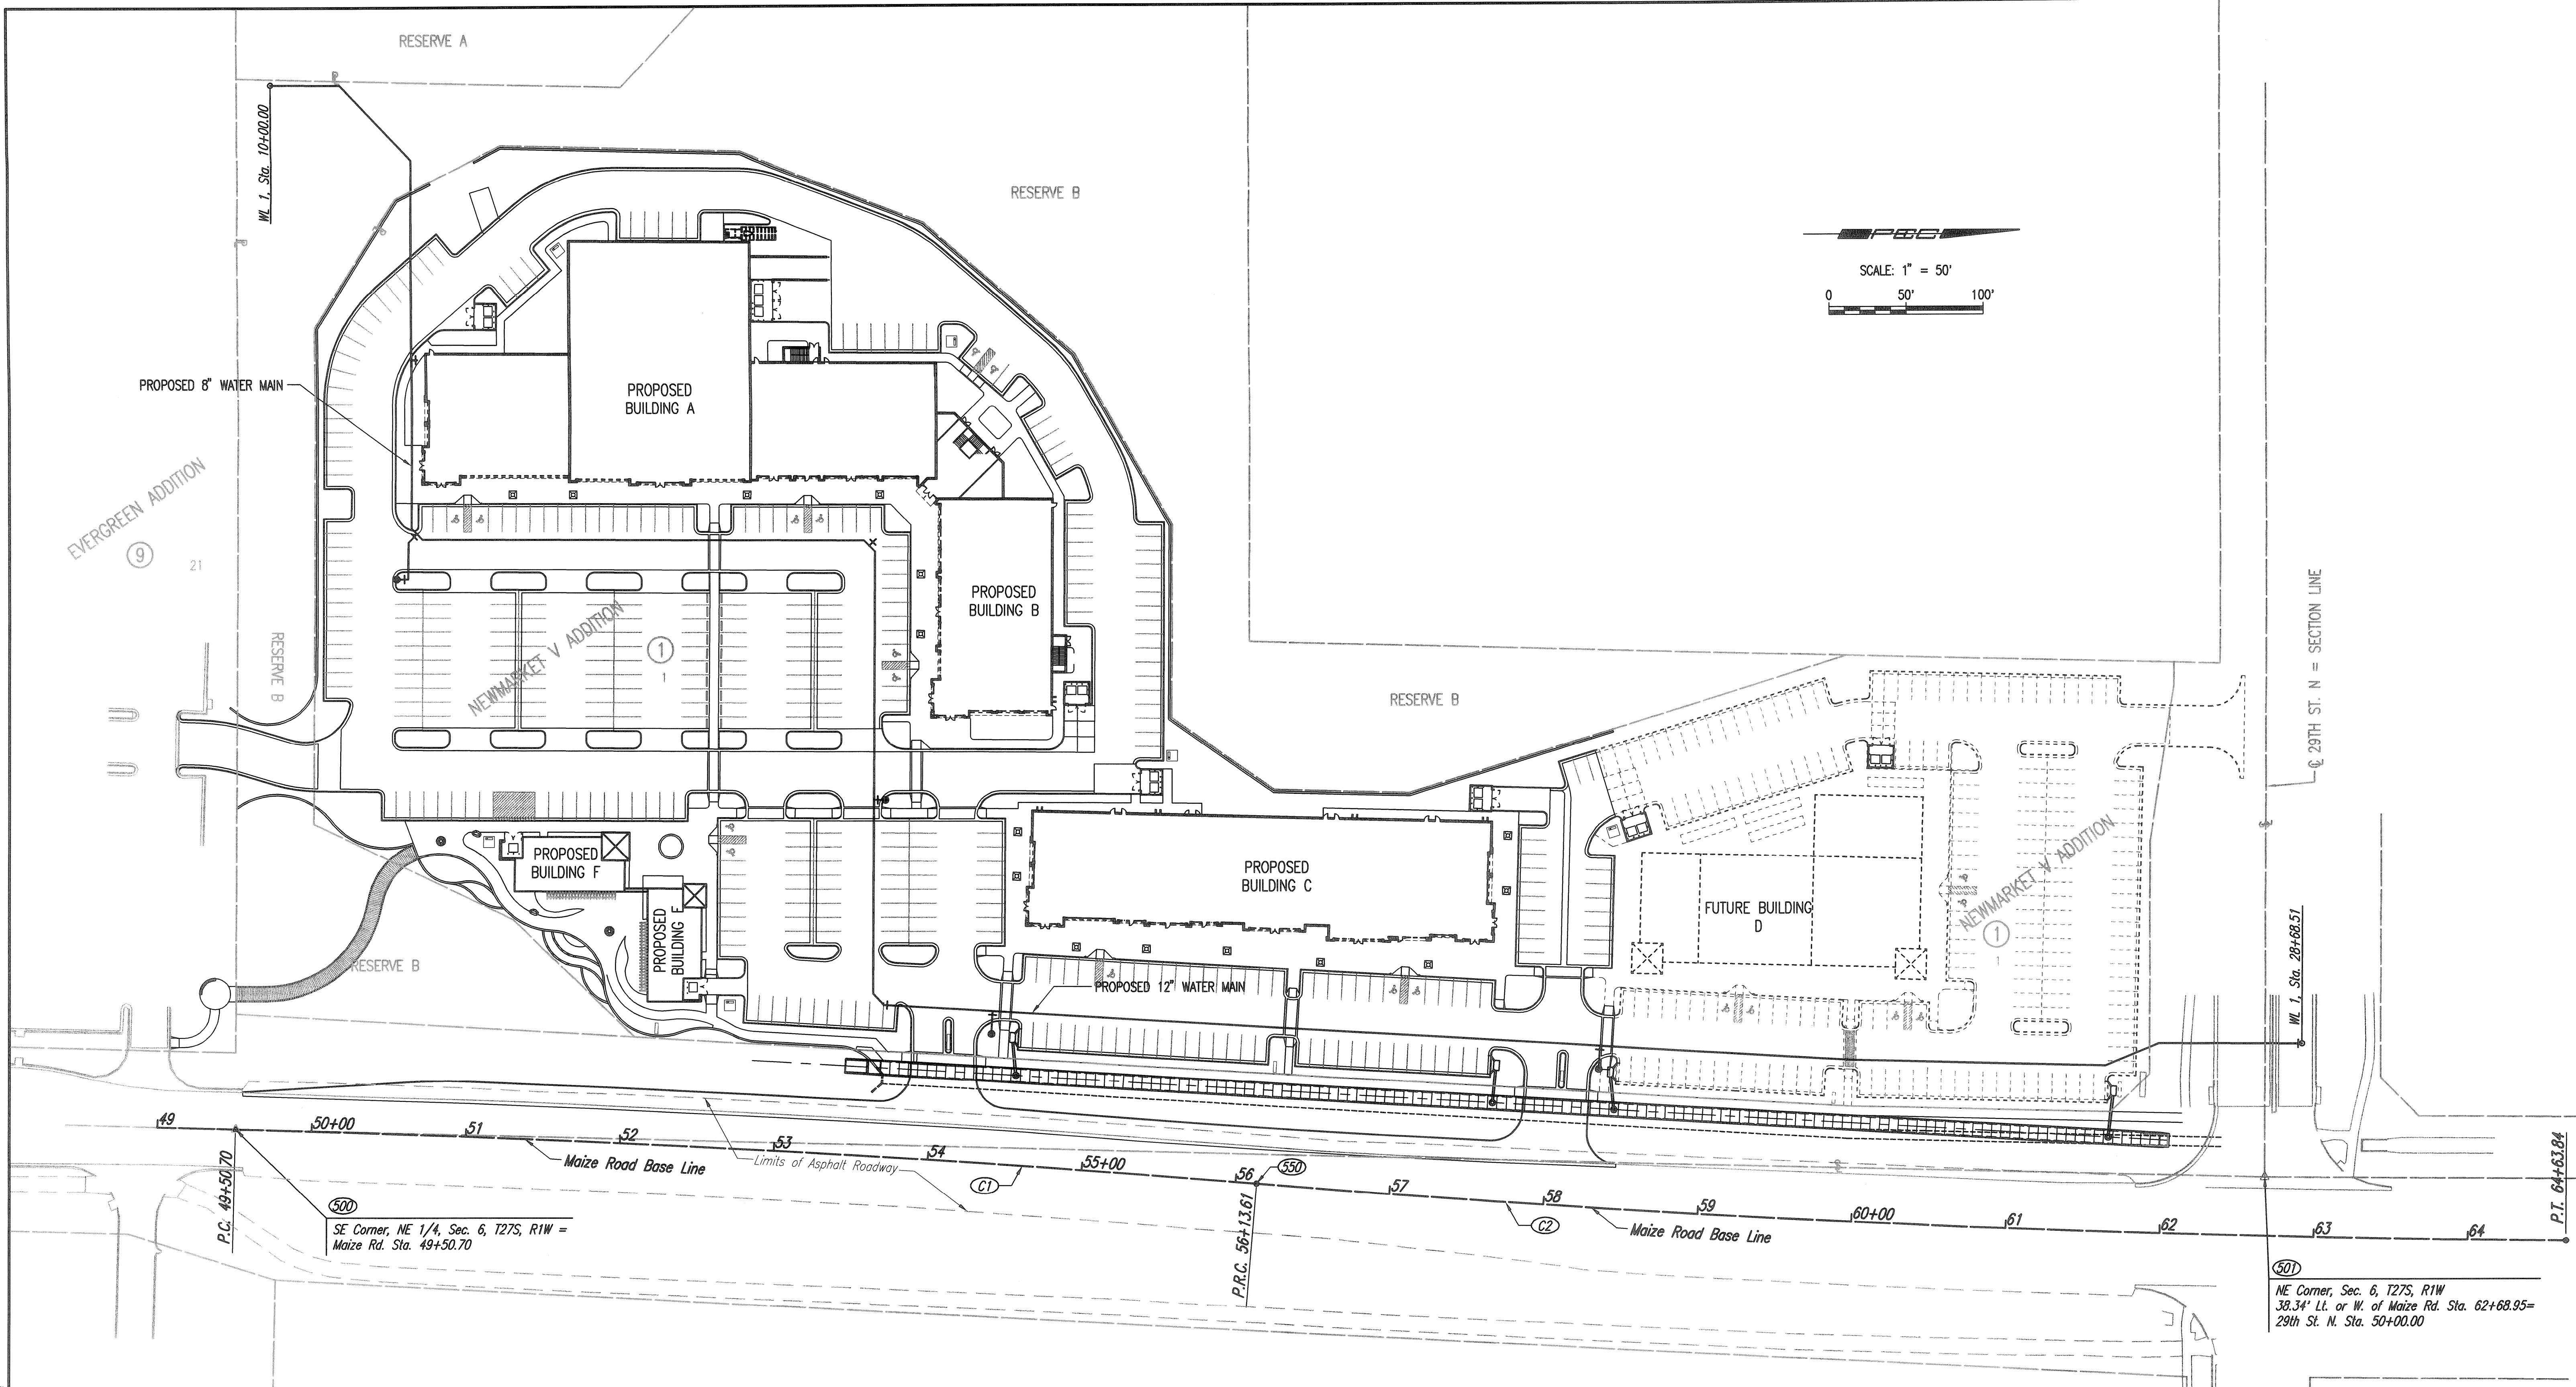 RESERVE A
WL 1, Sta. 10+00.00
RESERVE B
PEC
SCALE: 1" = 50'
0 50' 100'
PROPOSED 8" WATER MAIN
PROPOSED
BUILDING A
EVERGREEN ADDITION
9
21
PROPOSED
BUILDING B
NEWMARKET V ADDITION
1
1
RESERVE B
RESERVE B
℄ 29TH ST. N = SECTION LINE
PROPOSED
BUILDING F
PROPOSED
BUILDING E
PROPOSED
BUILDING C
FUTURE BUILDING
D
NEWMARKET V ADDITION
1
1
WL 1, Sta. 28+68.51
RESERVE B
PROPOSED 12" WATER MAIN
49 50+00 51 52 53 54 55+00 56 57 58 59 60+00 61 62 63 64
Maize Road Base Line
Limits of Asphalt Roadway
C1
550
C2
Maize Road Base Line
P.C. 49+50.70
P.R.C. 56+13.61
P.T. 64+63.84
500
SE Corner, NE 1/4, Sec. 6, T27S, R1W =
Maize Rd. Sta. 49+50.70
501
NE Corner, Sec. 6, T27S, R1W
38.34' Lt. or W. of Maize Rd. Sta. 62+68.95=
29th St. N. Sta. 50+00.00